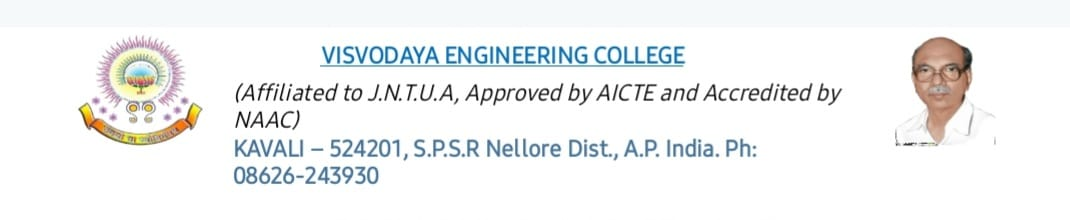 VISVODAYA ENGINEERING COLLEGE
(Affiliated to J.N.T.U.A, Approved by AICTE and Accredited by
NAAC)
KAVALI – 524201, S.P.S.R Nellore Dist., A.P. India. Ph:
08626-243930